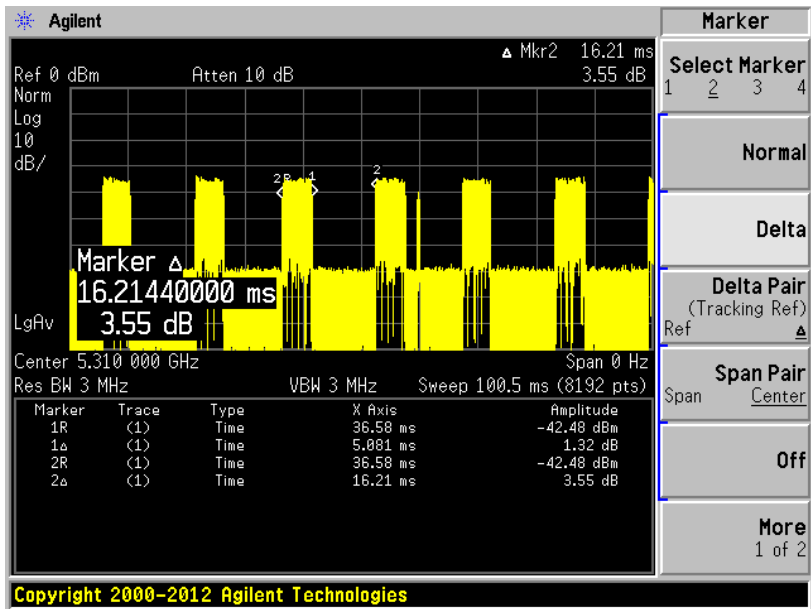 Agilent
Marker
Δ Mkr2 16.21 ms
Ref 0 dBm Atten 10 dB 3.55 dB
Norm
Log
10
dB/
2R 1 2
Marker Δ
16.21440000 ms
3.55 dB
LgAv
Center 5.310 000 GHz Span 0 Hz
Res BW 3 MHz VBW 3 MHz Sweep 100.5 ms (8192 pts)
Marker Trace Type X Axis Amplitude
1R (1) Time 36.58 ms -42.48 dBm
1Δ (1) Time 5.081 ms 1.32 dB
2R (1) Time 36.58 ms -42.48 dBm
2Δ (1) Time 16.21 ms 3.55 dB
Select Marker
1 2 3 4
Normal
Delta
Delta Pair
(Tracking Ref)
Ref Δ
Span Pair
Span Center
Off
More
1 of 2
Copyright 2000-2012 Agilent Technologies